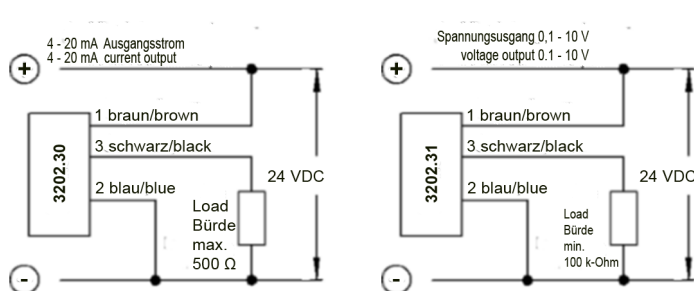 4 - 20 mA Ausgangsstrom
4 - 20 mA current output
+
1 braun/brown
3 schwarz/black
2 blau/blue
3202.30
24 VDC
Load
Bürde
max.
500 Ω
-
Spannungsusgang 0,1 - 10 V
voltage output 0.1 - 10 V
+
1 braun/brown
3 schwarz/black
2 blau/blue
3202.31
24 VDC
Load
Bürde
min.
100 k-Ohm
-